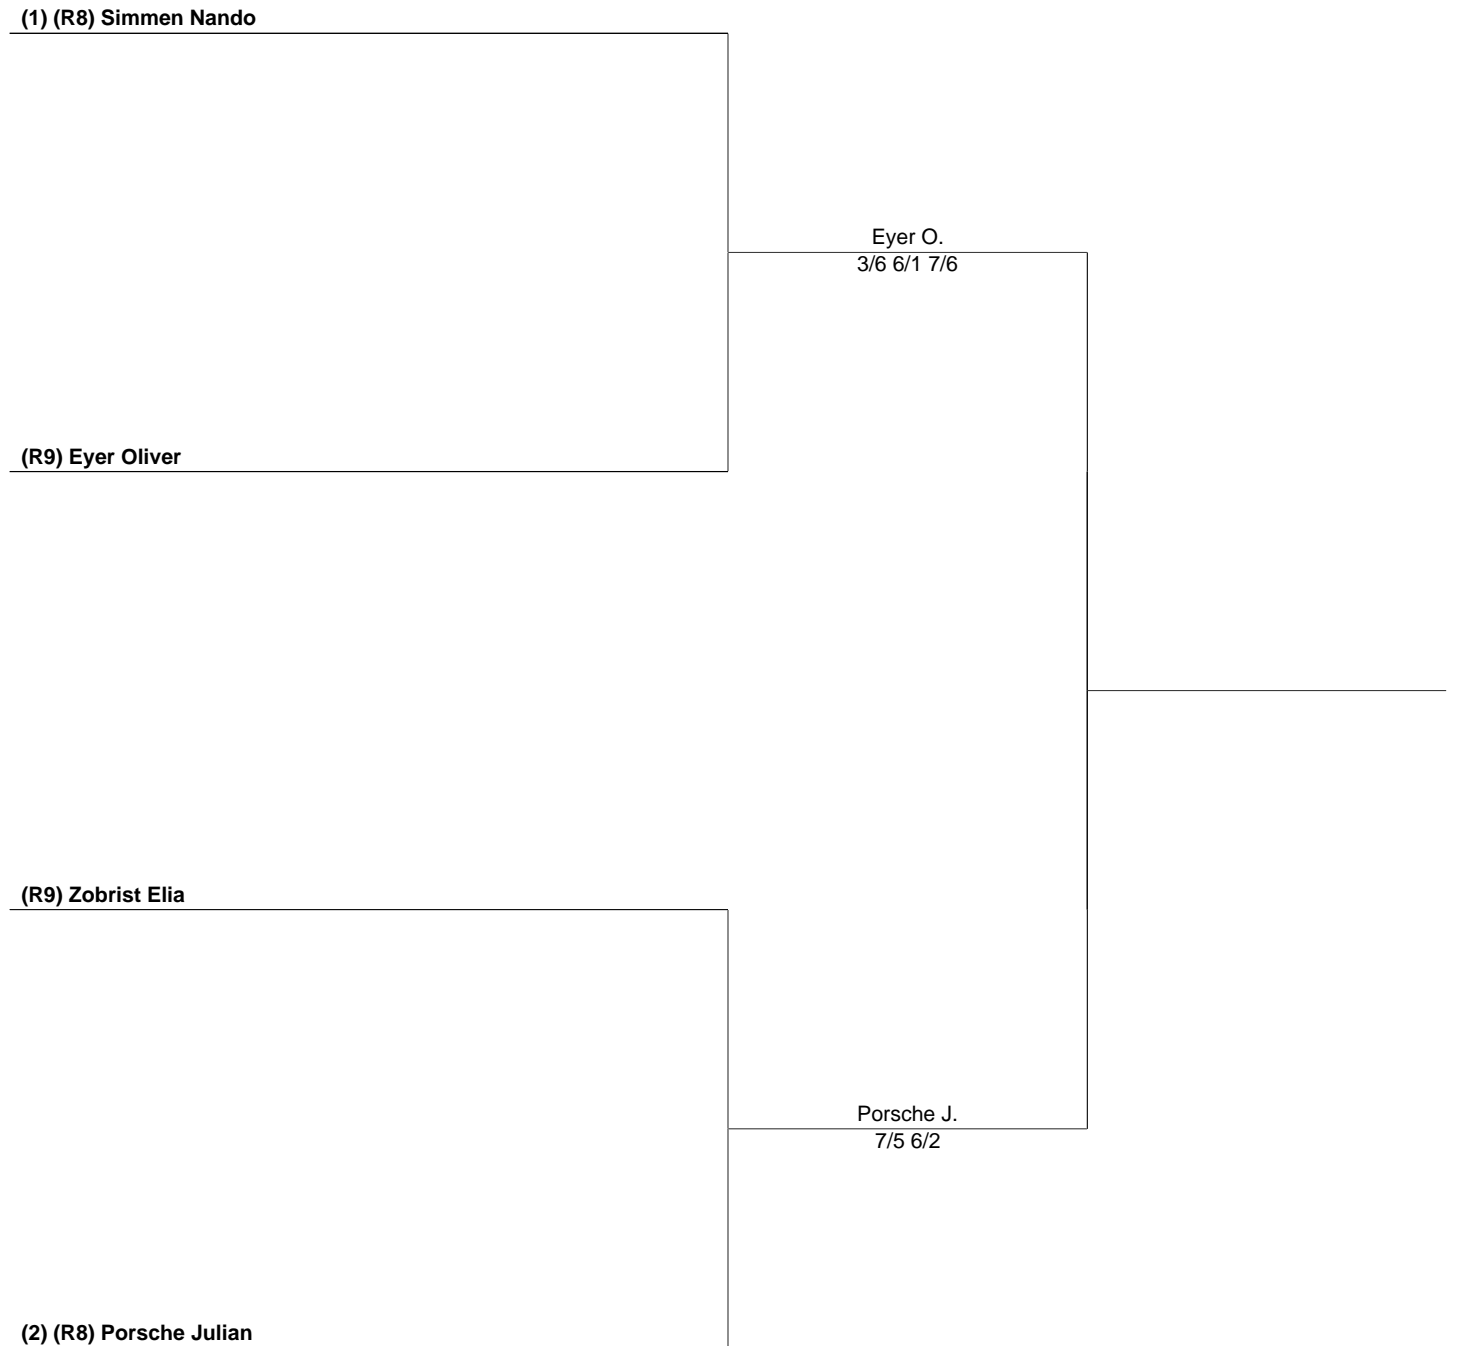 (1) (R8) Simmen Nando
Eyer O.
3/6 6/1 7/6
(R9) Eyer Oliver
(R9) Zobrist Elia
Porsche J.
7/5 6/2
(2) (R8) Porsche Julian